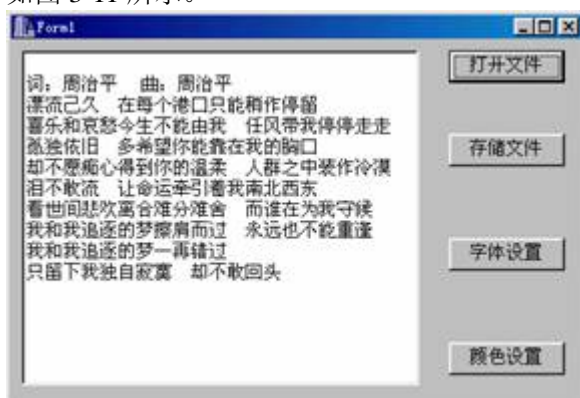 Form1
打开文件
词：周治平 曲：周治平
漂流已久 在每个港口只能稍作停留
喜乐和哀愁今生不能由我 任风带我停停走走
孤独依旧 多希望你能靠在我的胸口
存储文件
却不愿痴心得到你的温柔 人群之中装作冷漠
泪不敢流 让命运牵引着我南北西东
看世间悲欢离合难分难舍 而谁在为我守候
我和我追逐的梦擦肩而过 永远也不能重逢
我和我追逐的梦一再错过
字体设置
只留下我独自寂寞 却不敢回头
颜色设置